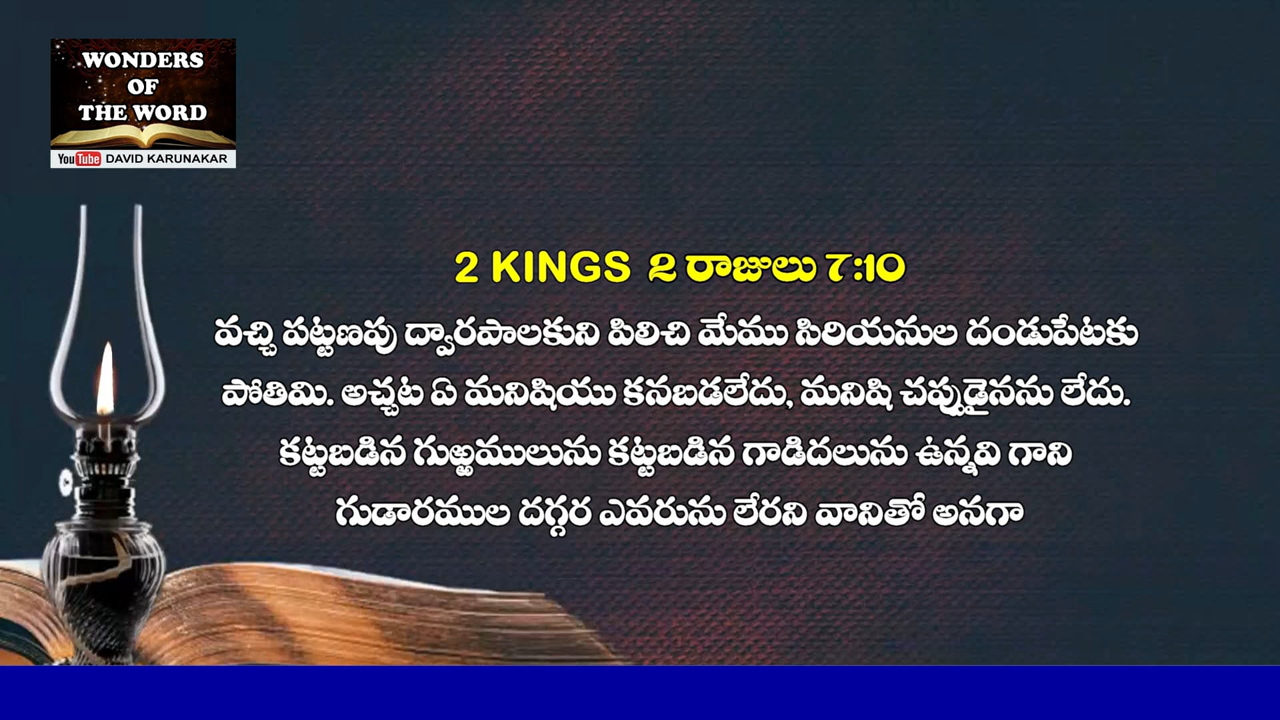 WONDERS
OF
THE WORD
YouTube DAVID KARUNAKAR
2 KINGS 2 రాజులు 7:10
వచ్చి పట్టణపు ద్వారపాలకుని పిలిచి మేము సిరియనుల దండుపేటకు
పోతిమి. అచ్చట ఏ మనిషియు కనబడలేదు, మనిషి చప్పుడైనను లేదు.
కట్టబడిన గుఱ్ఱములును కట్టబడిన గాడిదలును ఉన్నవి గాని
గుడారముల దగ్గర ఎవరును లేరని వానితో అనగా